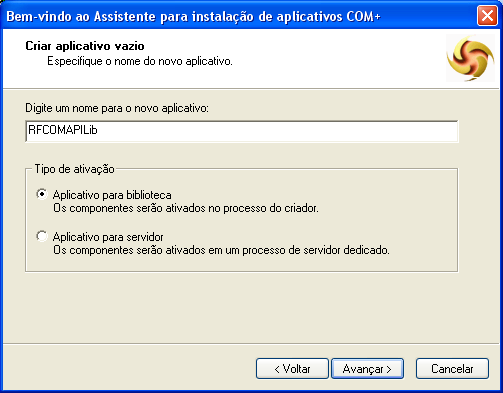 Bem-vindo ao Assistente para instalação de aplicativos COM+
Criar aplicativo vazio
Especifique o nome do novo aplicativo.
Digite um nome para o novo aplicativo:
RFCOMAPILib
Tipo de ativação
Aplicativo para biblioteca
Os componentes serão ativados no processo do criador.
Aplicativo para servidor
Os componentes serão ativados em um processo de servidor dedicado.
< Voltar
Avançar >
Cancelar